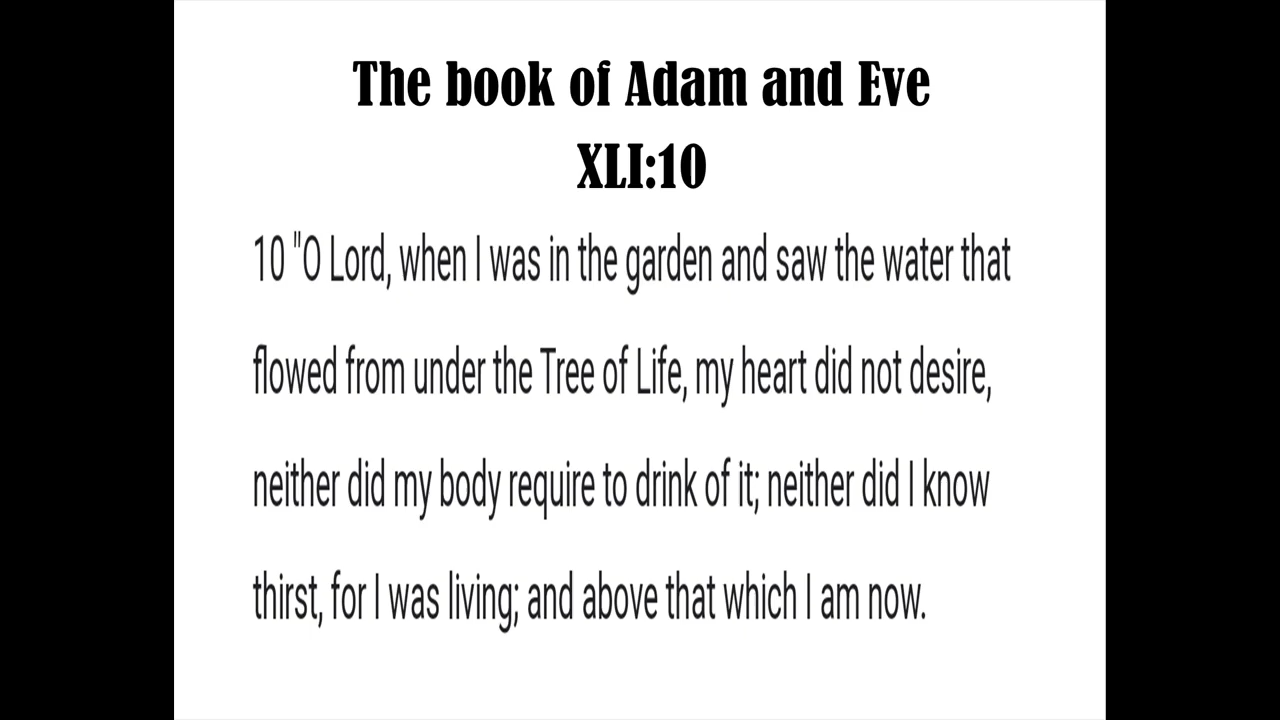 The book of Adam and Eve
XLI:10
10 "O Lord, when I was in the garden and saw the water that
flowed from under the Tree of Life, my heart did not desire,
neither did my body require to drink of it; neither did I know
thirst, for I was living; and above that which I am now.